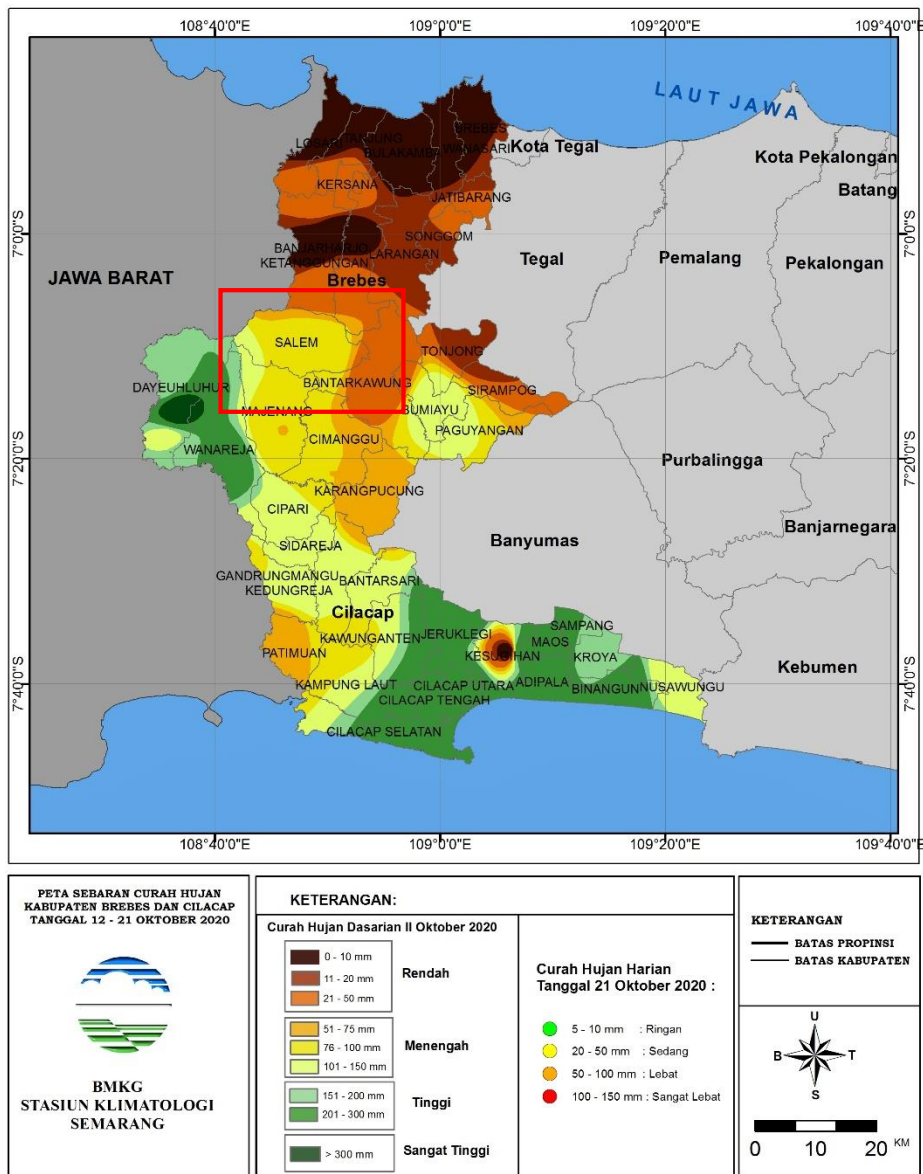 108°40'0"E
109°0'0"E
109°20'0"E
109°40'0"E
LAUT JAWA
BREBES
LOSARI
TANJUNG
BULAKAMBA
WANASARI
Kota Tegal
Kota Pekalongan
Batang
KERSANA
JATIBARANG
7°00'0"S
SONGGOM
BANJARHARJO
LARANGAN
KETANGGUNGAN
Tegal
Pemalang
Pekalongan
JAWA BARAT
Brebes
SALEM
TONJONG
DAYEUHLUHUR
BANTARKAWUNG
SIRAMPOG
MAJENANG
BUMIAYU
PAGUYANGAN
CIMANGGU
WANAREJA
7°20'0"S
Purbalingga
KARANGPUCUNG
CIPARI
Banjarnegara
SIDAREJA
Banyumas
GANDRUNGMANGU
BANTARSARI
KEDUNGREJA
Cilacap
SAMPANG
KAWUNGANTEN
JERUKLEGI
MAOS
PATIMUAN
KESUGIHAN
KROYA
Kebumen
7°40'0"S
KAMPUNG LAUT
CILACAP UTARA
ADIPALA
BINANGUN
NUSAWUNGU
CILACAP TENGAH
CILACAP SELATAN
7°00'0"S
7°20'0"S
7°40'0"S
108°40'0"E
109°0'0"E
109°20'0"E
109°40'0"E
PETA SEBARAN CURAH HUJAN
KABUPATEN BREBES DAN CILACAP
TANGGAL 12 - 21 OKTOBER 2020
BMKG
STASIUN KLIMATOLOGI
SEMARANG
KETERANGAN:
Curah Hujan Dasarian II Oktober 2020
0 - 10 mm
11 - 20 mm
21 - 50 mm
Rendah
51 - 75 mm
76 - 100 mm
101 - 150 mm
Menengah
151 - 200 mm
201 - 300 mm
Tinggi
> 300 mm
Sangat Tinggi
Curah Hujan Harian
Tanggal 21 Oktober 2020 :
5 - 10 mm : Ringan
20 - 50 mm : Sedang
50 - 100 mm : Lebat
100 - 150 mm : Sangat Lebat
KETERANGAN
BATAS PROPINSI
BATAS KABUPATEN
U
B
T
S
0 10 20 KM